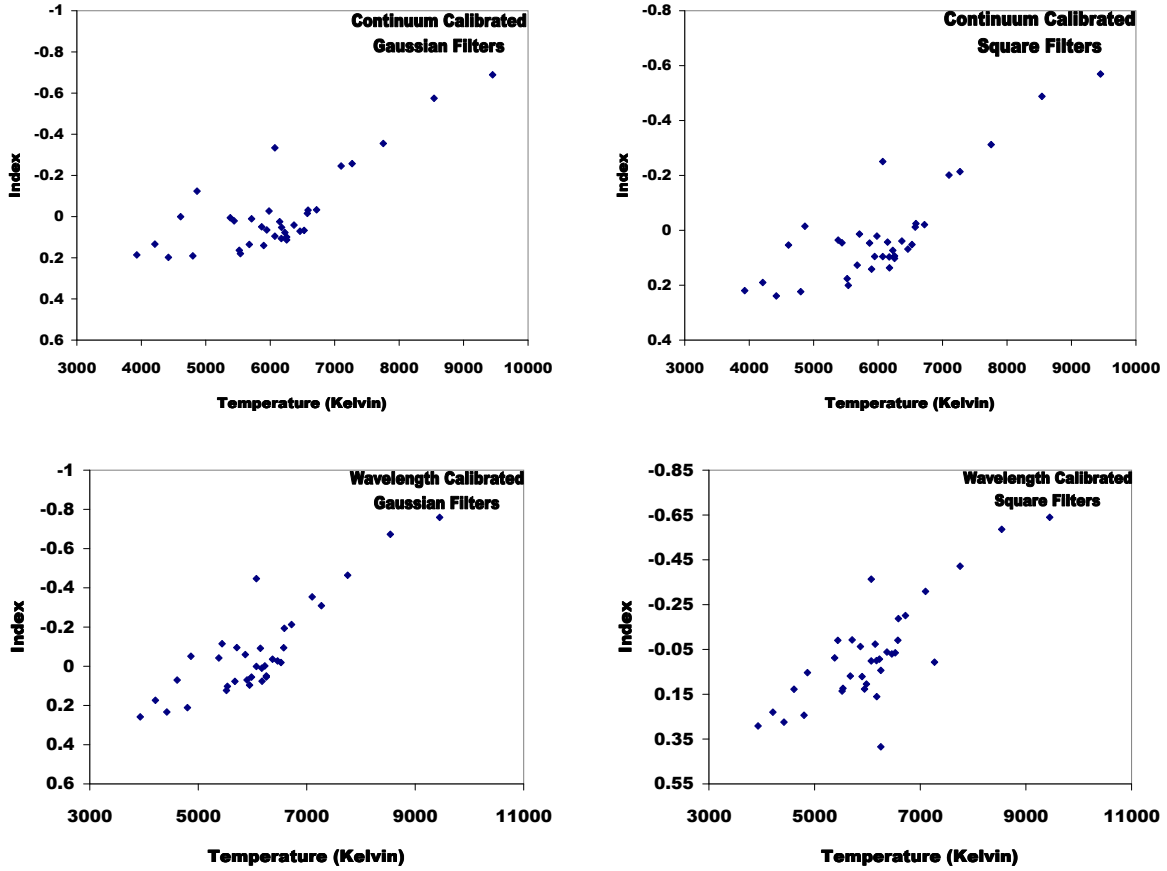 Continuum Calibrated
Gaussian Filters
-1
-0.8
-0.6
-0.4
-0.2
0
0.2
0.4
0.6
Index
3000 4000 5000 6000 7000 8000 9000 10000
Temperature (Kelvin)
Continuum Calibrated
Square Filters
-0.8
-0.6
-0.4
-0.2
0
0.2
0.4
Index
3000 4000 5000 6000 7000 8000 9000 10000
Temperature (Kelvin)
Wavelength Calibrated
Gaussian Filters
-1
-0.8
-0.6
-0.4
-0.2
0
0.2
0.4
0.6
Index
3000 5000 7000 9000 11000
Temperature (Kelvin)
Wavelength Calibrated
Square Filters
-0.85
-0.65
-0.45
-0.25
-0.05
0.15
0.35
0.55
Index
3000 5000 7000 9000 11000
Temperature (Kelvin)